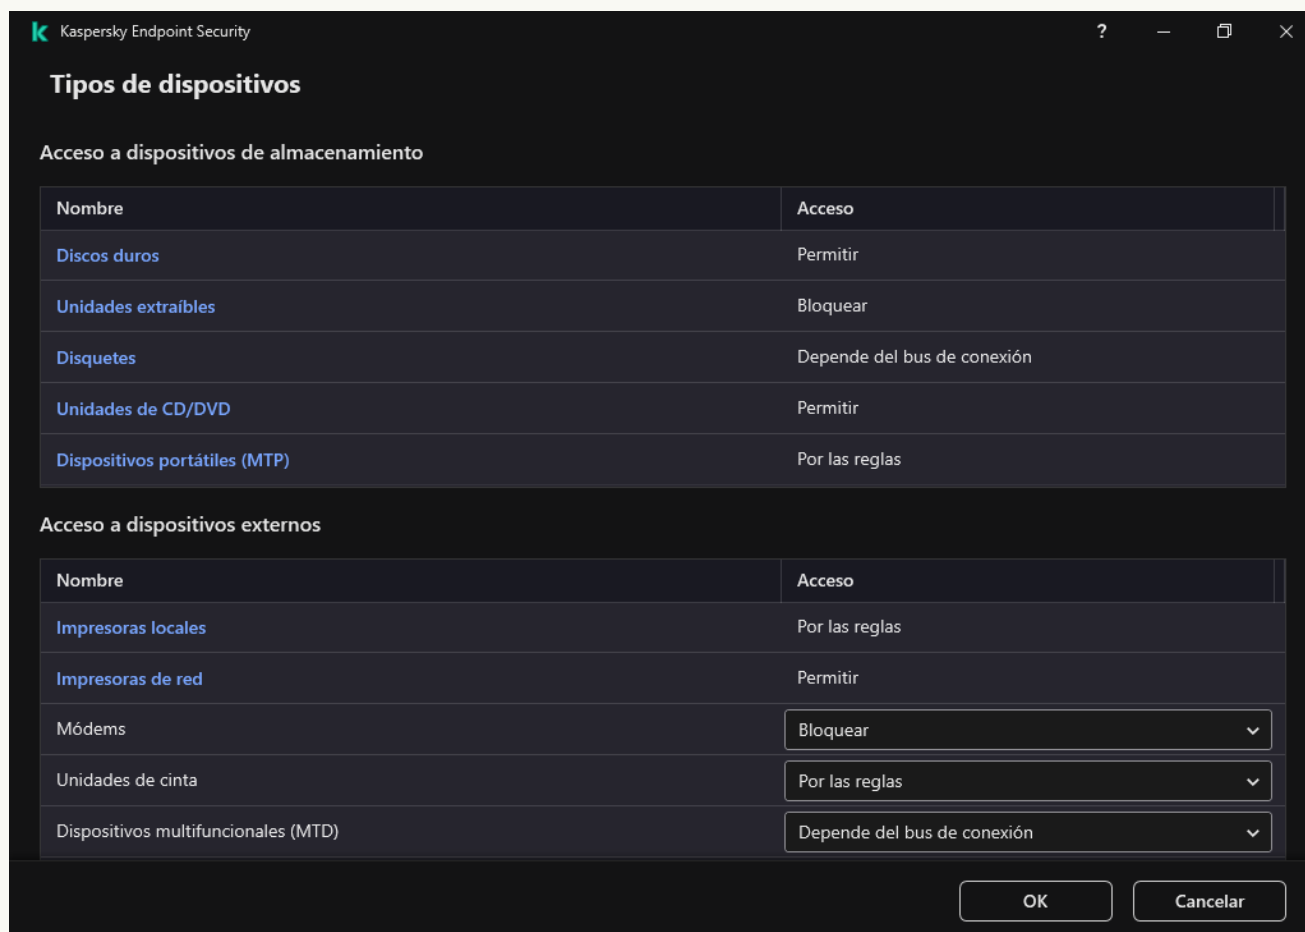 Kaspersky Endpoint Security
?
Tipos de dispositivos
Acceso a dispositivos de almacenamiento
Nombre Acceso
Discos duros Permitir
Unidades extraíbles Bloquear
Disquetes Depende del bus de conexión
Unidades de CD/DVD Permitir
Dispositivos portátiles (MTP) Por las reglas
Acceso a dispositivos externos
Nombre Acceso
Impresoras locales Por las reglas
Impresoras de red Permitir
Módems Bloquear
Unidades de cinta Por las reglas
Dispositivos multifuncionales (MTD) Depende del bus de conexión
OK Cancelar